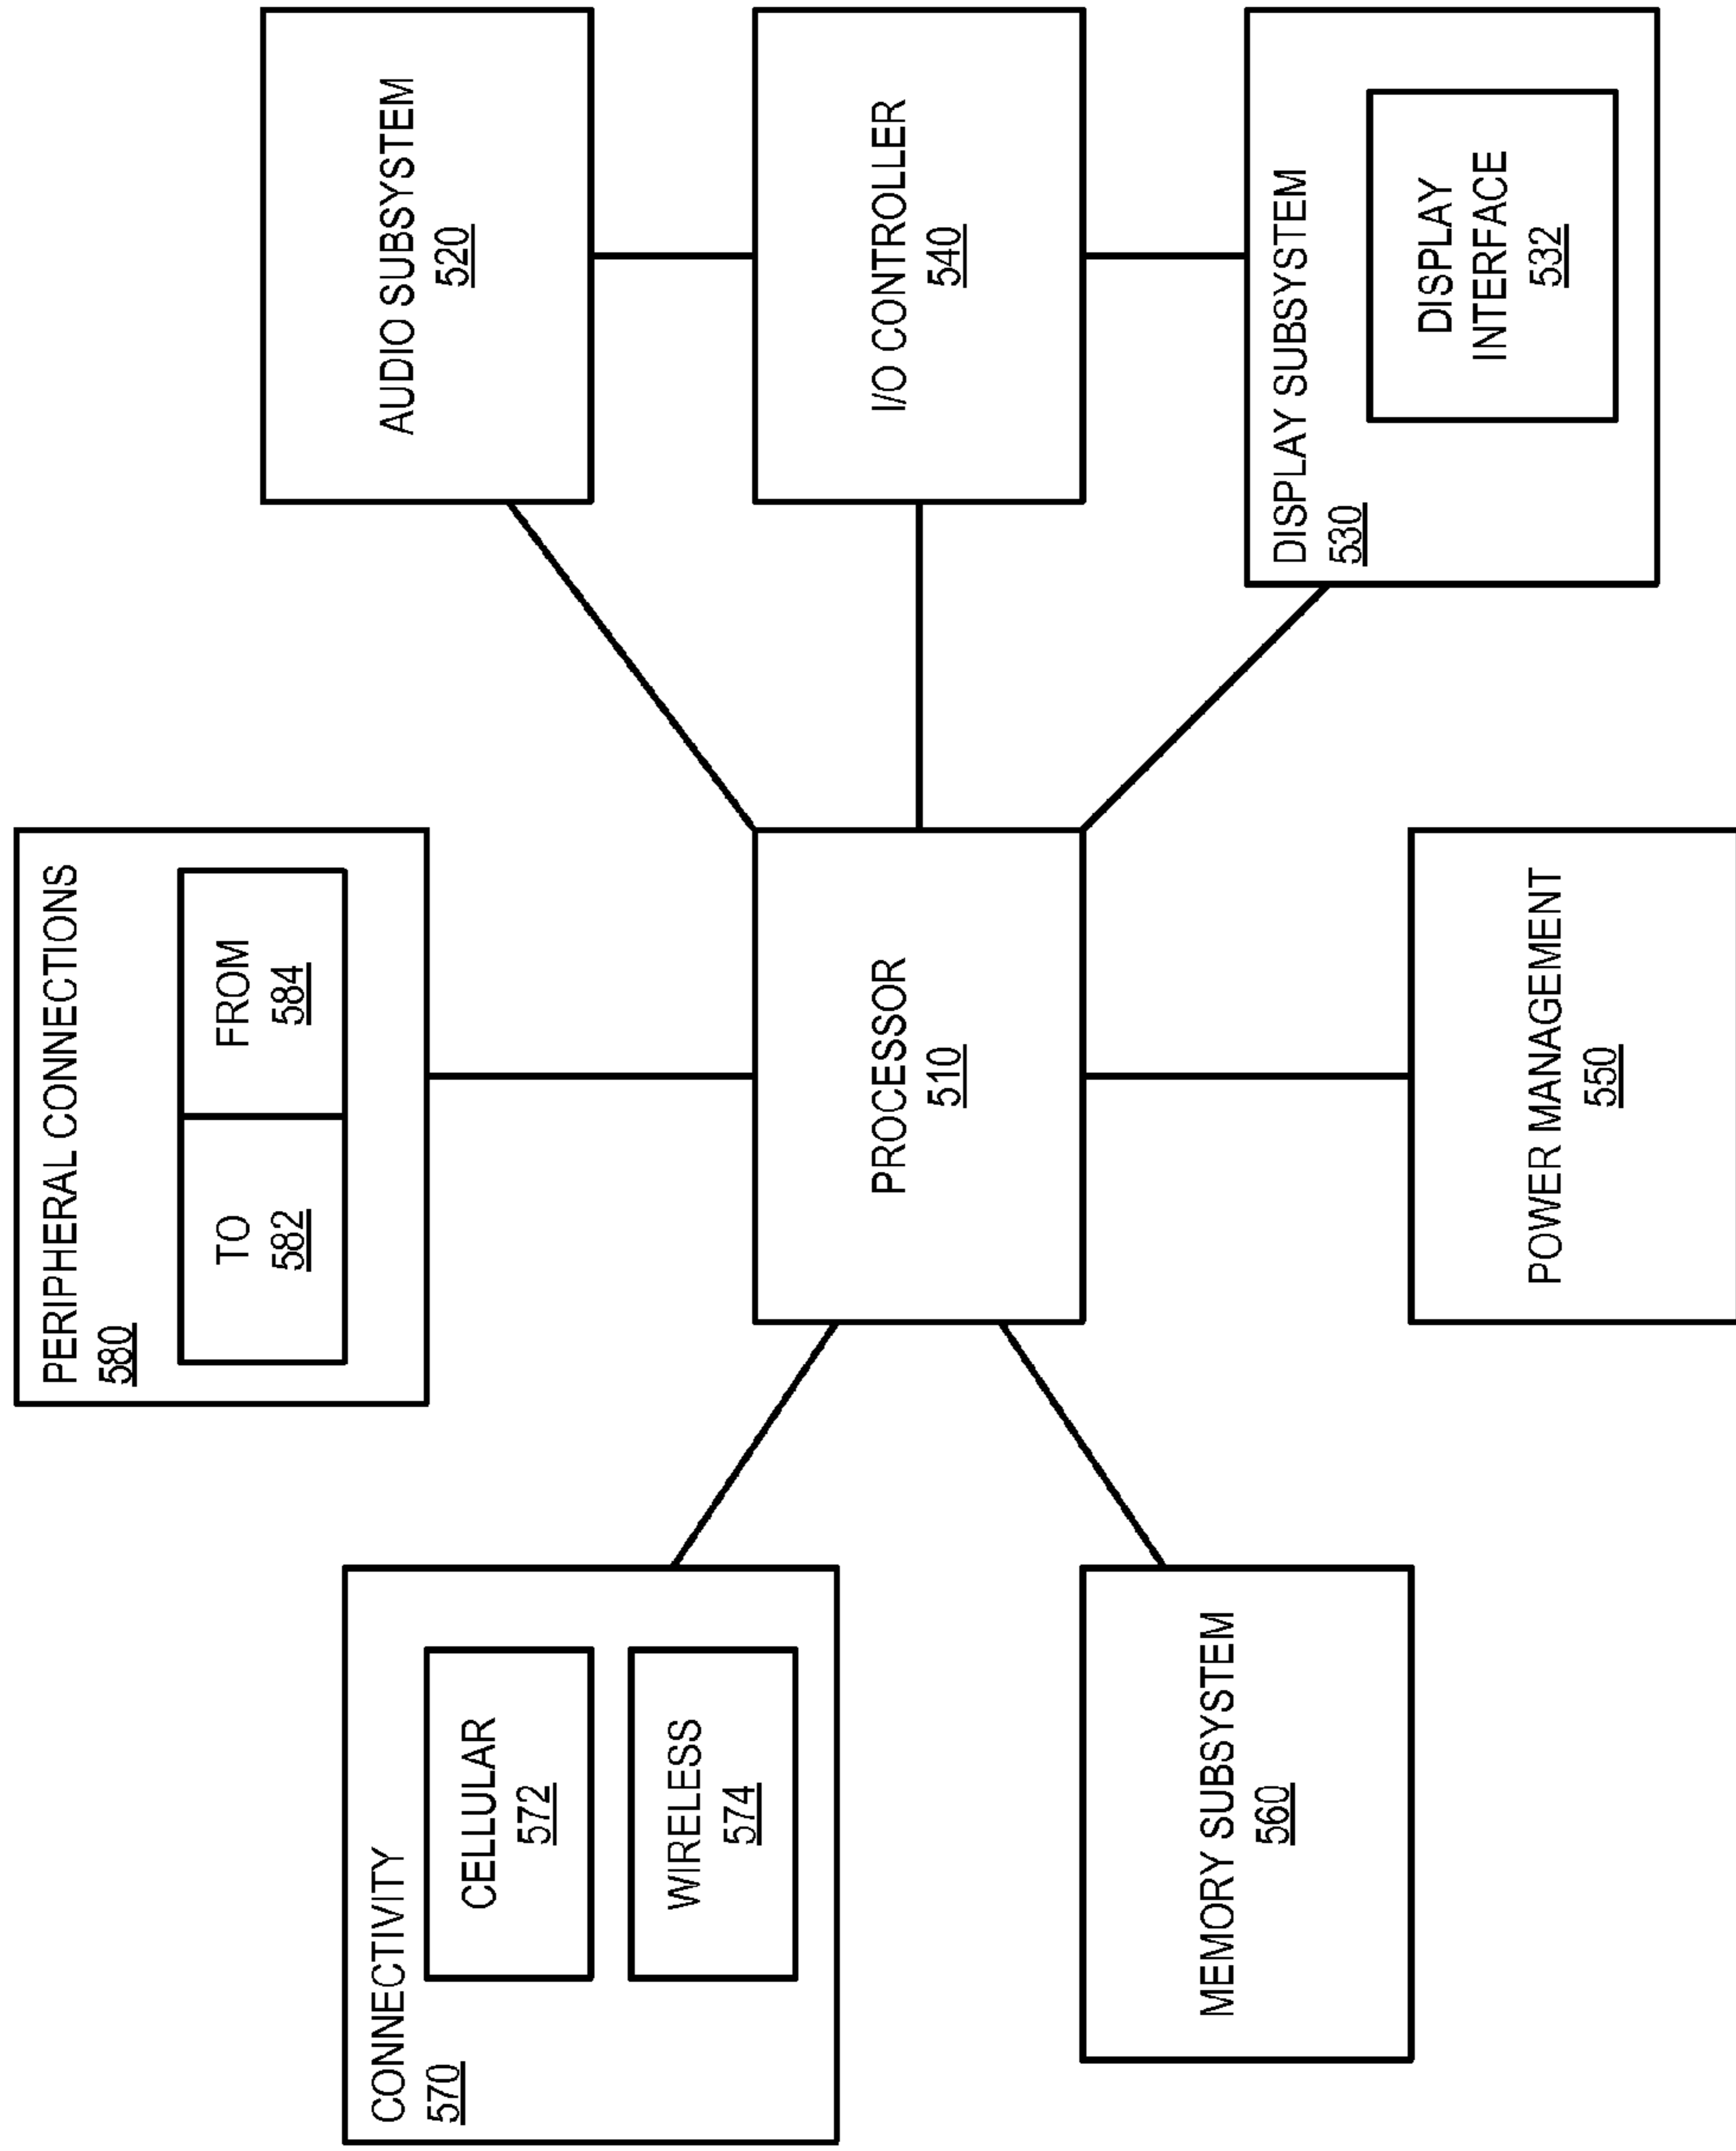 PERIPHERAL CONNECTIONS
580
TO
582
FROM
584
CONNECTIVITY
570
CELLULAR
572
WIRELESS
574
AUDIO SUBSYSTEM
520
PROCESSOR
510
I/O CONTROLLER
540
MEMORY SUBSYSTEM
560
DISPLAY SUBSYSTEM
530
DISPLAY
INTERFACE
532
POWER MANAGEMENT
550